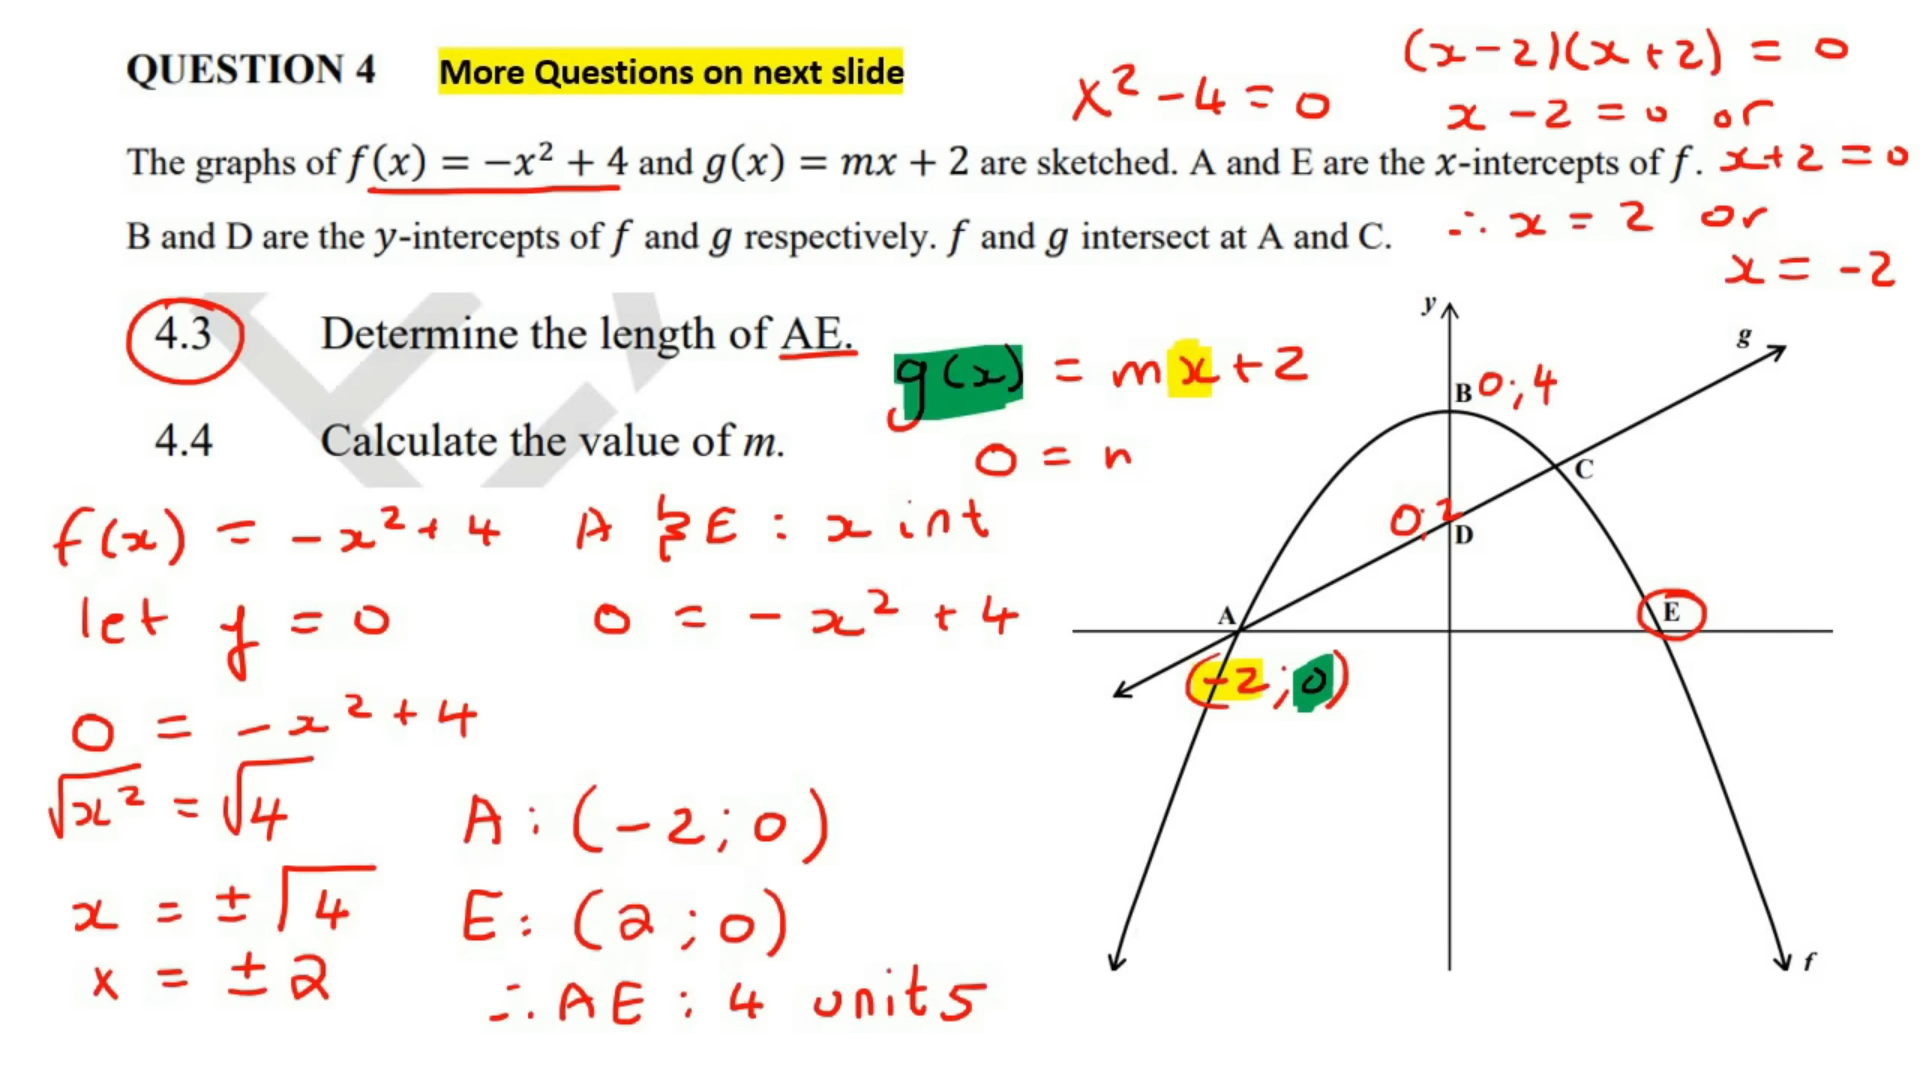 QUESTION 4 More Questions on next slide
x² - 4 = 0
(x - 2)(x + 2) = 0
x - 2 = 0 or
The graphs of f(x) = −x² + 4 and g(x) = mx + 2 are sketched. A and E are the x-intercepts of f.
x + 2 = 0
B and D are the y-intercepts of f and g respectively. f and g intersect at A and C.
∴ x = 2 or
x = -2
4.3 Determine the length of AE.
g(x) = mx + 2
4.4 Calculate the value of m.
0 = n
f(x) = -x² + 4
A & E : x int
let y = 0
0 = -x² + 4
0 = -x² + 4
√x² = √4
A : (-2 ; 0)
x = ± √4
E : (2 ; 0)
x = ± 2
∴ AE : 4 units
y
g
B 0 ; 4
C
0 ; 2
D
A
E
(-2 ; 0)
f